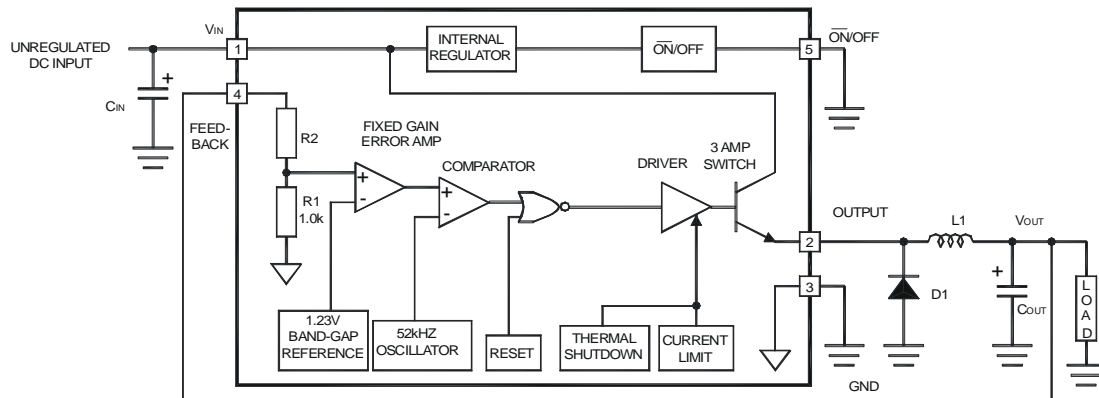 VIN
UNREGULATED
DC INPUT
1
INTERNAL
REGULATOR
ON/OFF
5
ON/OFF
4
+
CIN
FEED-
BACK
R2
FIXED GAIN
ERROR AMP
COMPARATOR
DRIVER
3 AMP
SWITCH
+
-
+
-
R1
1.0k
OUTPUT
L1
VOUT
2
3
D1
+
COUT
LOAD
1.23V
BAND-GAP
REFERENCE
52kHZ
OSCILLATOR
RESET
THERMAL
SHUTDOWN
CURRENT
LIMIT
GND